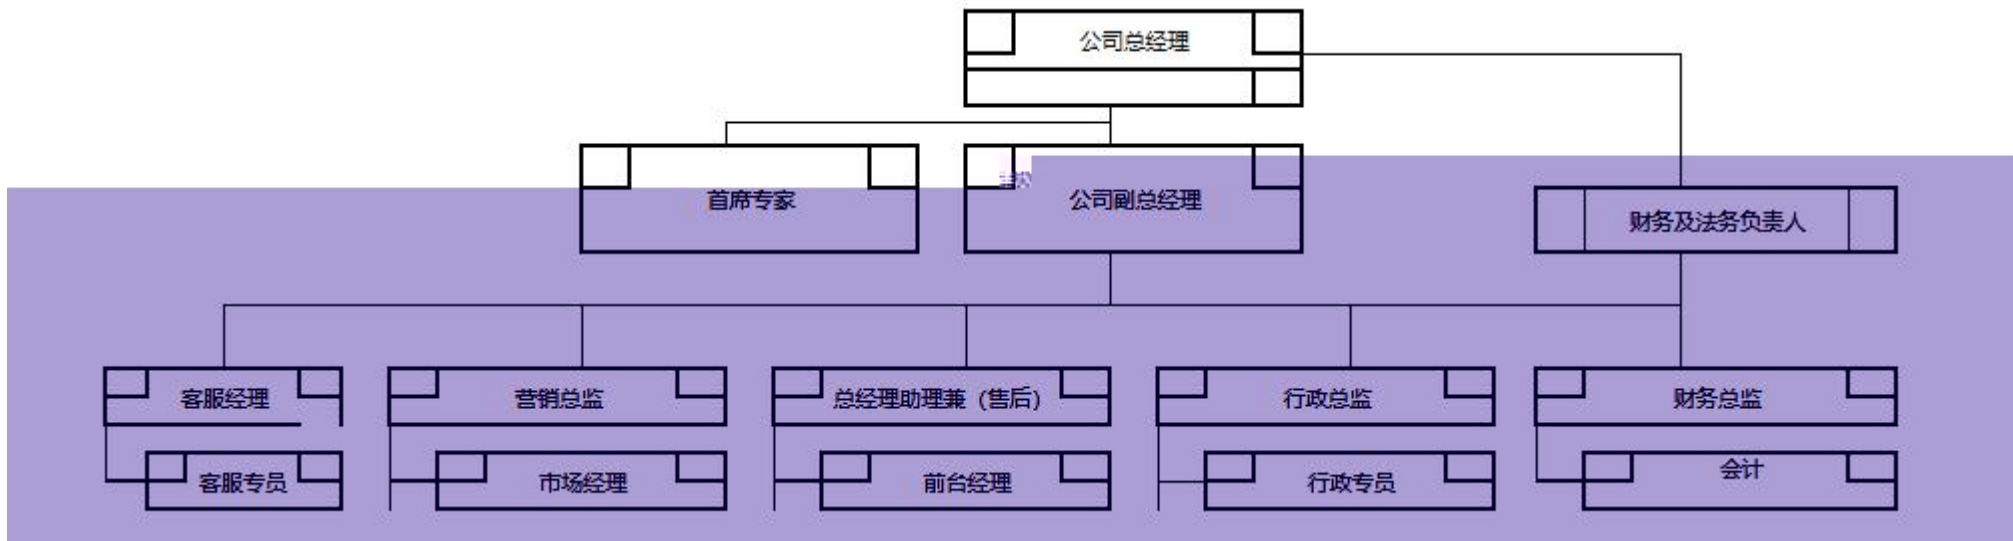 公司总经理
首席专家
公司副总经理
财务及法务负责人
客服经理
营销总监
总经理助理兼（售后）
行政总监
财务总监
客服专员
市场经理
前台经理
行政专员
会计